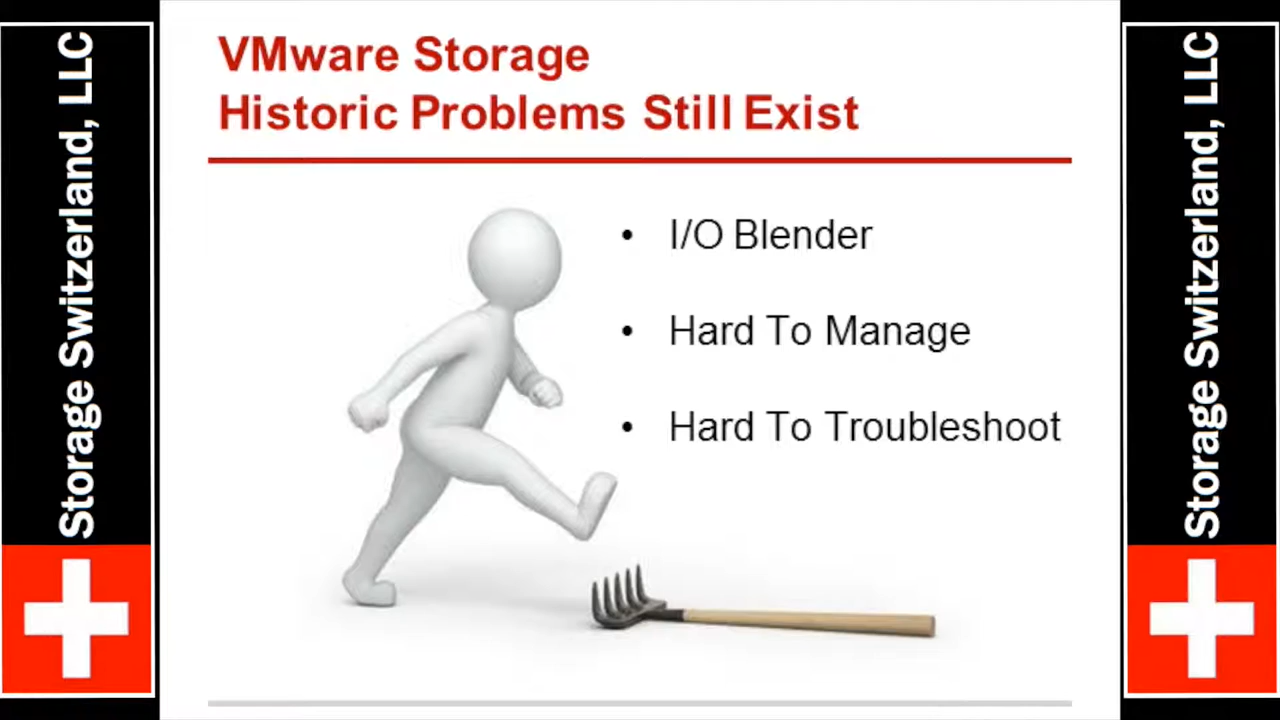 Storage Switzerland, LLC
VMware Storage
Historic Problems Still Exist
• I/O Blender
• Hard To Manage
• Hard To Troubleshoot
Storage Switzerland, LLC